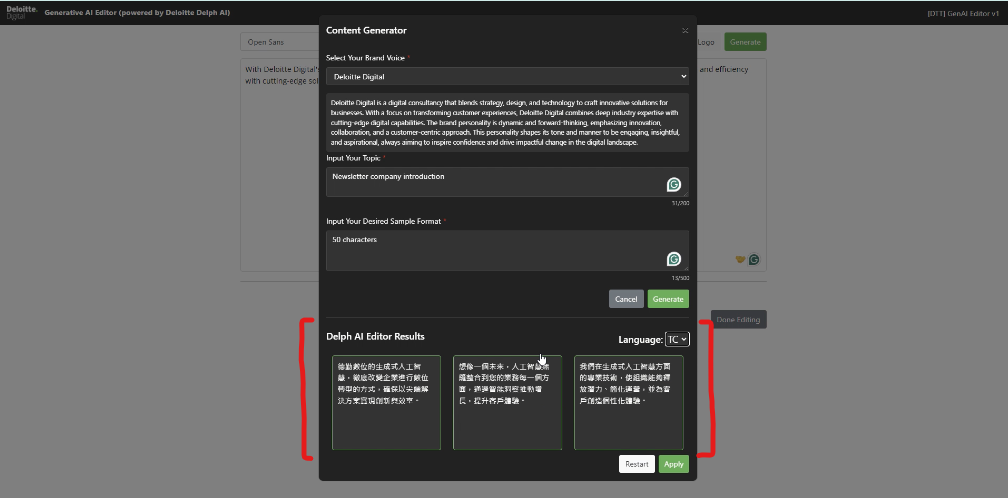 Deloitte.
Digital
Generative AI Editor (powered by Deloitte Delph AI)
[DTT] GenAI Editor v1
Open Sans
Logo
Generate
With Deloitte Digital's
and efficiency
with cutting-edge sol
Content Generator
Select Your Brand Voice *
Deloitte Digital
Deloitte Digital is a digital consultancy that blends strategy, design, and technology to craft innovative solutions for
businesses. With a focus on transforming customer experiences, Deloitte Digital combines deep industry expertise with
cutting-edge digital capabilities. The brand personality is dynamic and forward-thinking, emphasizing innovation,
collaboration, and a customer-centric approach. This personality shapes its tone and manner to be engaging, insightful,
and aspirational, always aiming to inspire confidence and drive impactful change in the digital landscape.
Input Your Topic *
Newsletter company introduction
31/200
Input Your Desired Sample Format *
50 characters
13/500
Cancel
Generate
Done Editing
Delph AI Editor Results
Language: TC
德勤數位的生成式人工智
慧，徹底改變企業進行數位
轉型的方式，確保以尖端解
決方案實現創新與效率。
想像一個未來，人工智慧無
縫整合到您的業務每一個方
面，通過智能洞察推動增
長，提升客戶體驗。
我們在生成式人工智慧方面
的專業技術，使組織能夠釋
放潛力、簡化運營，並為客
戶創造個性化體驗。
Restart
Apply